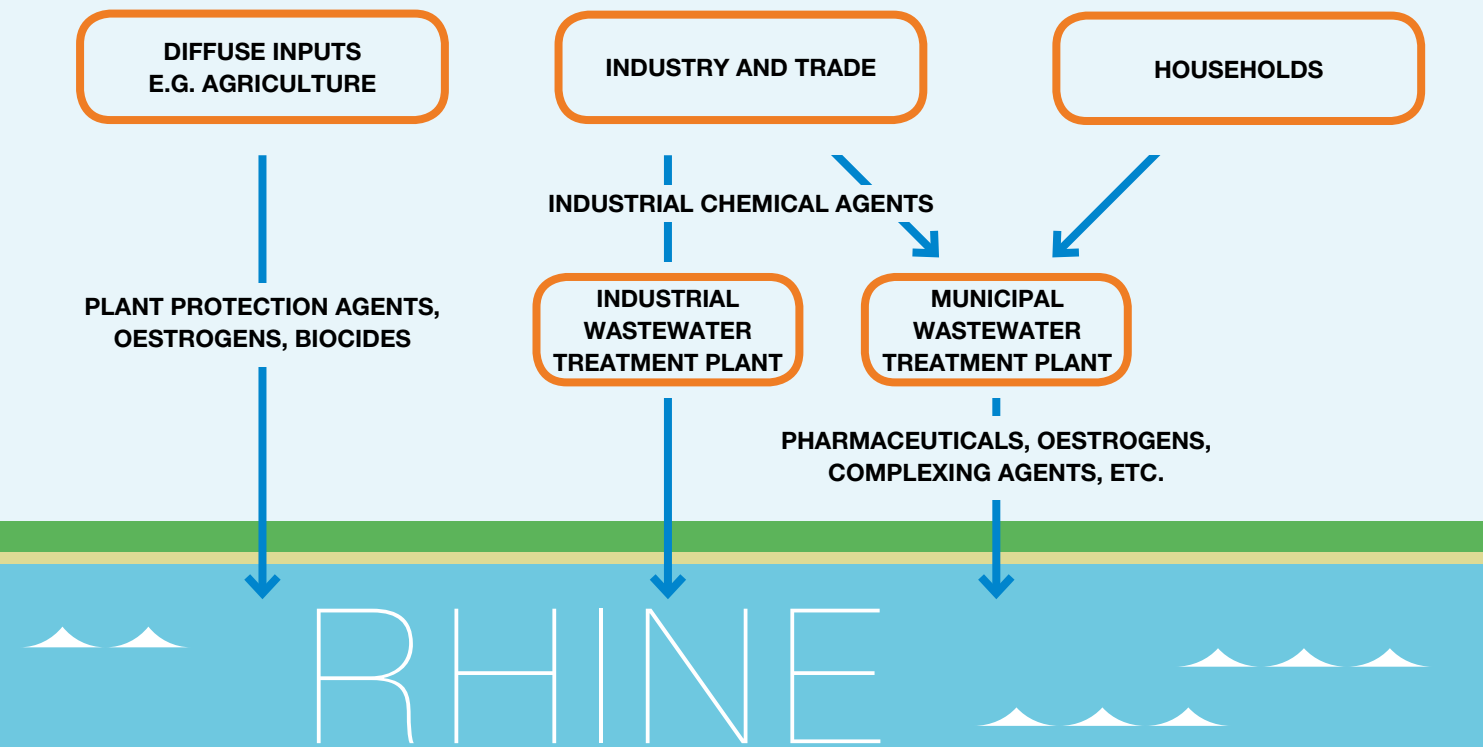 DIFFUSE INPUTS
E.G. AGRICULTURE
INDUSTRY AND TRADE
HOUSEHOLDS
INDUSTRIAL CHEMICAL AGENTS
PLANT PROTECTION AGENTS,
OESTROGENS, BIOCIDES
INDUSTRIAL
WASTEWATER
TREATMENT PLANT
MUNICIPAL
WASTEWATER
TREATMENT PLANT
PHARMACEUTICALS, OESTROGENS,
COMPLEXING AGENTS, ETC.
RHINE